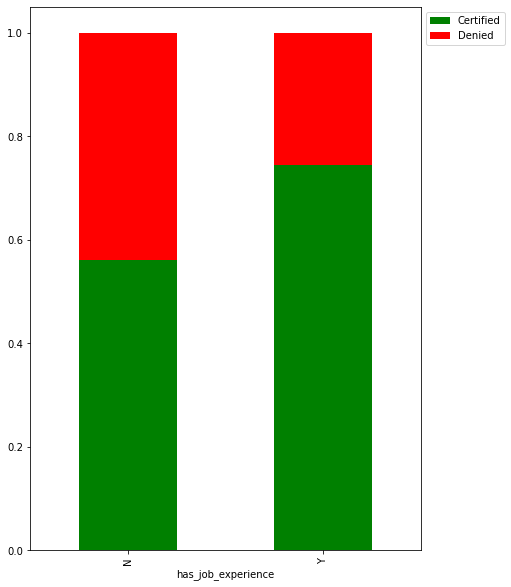 Certified
Denied
1.0
0.8
0.6
0.4
0.2
0.0
N
Y
has_job_experience